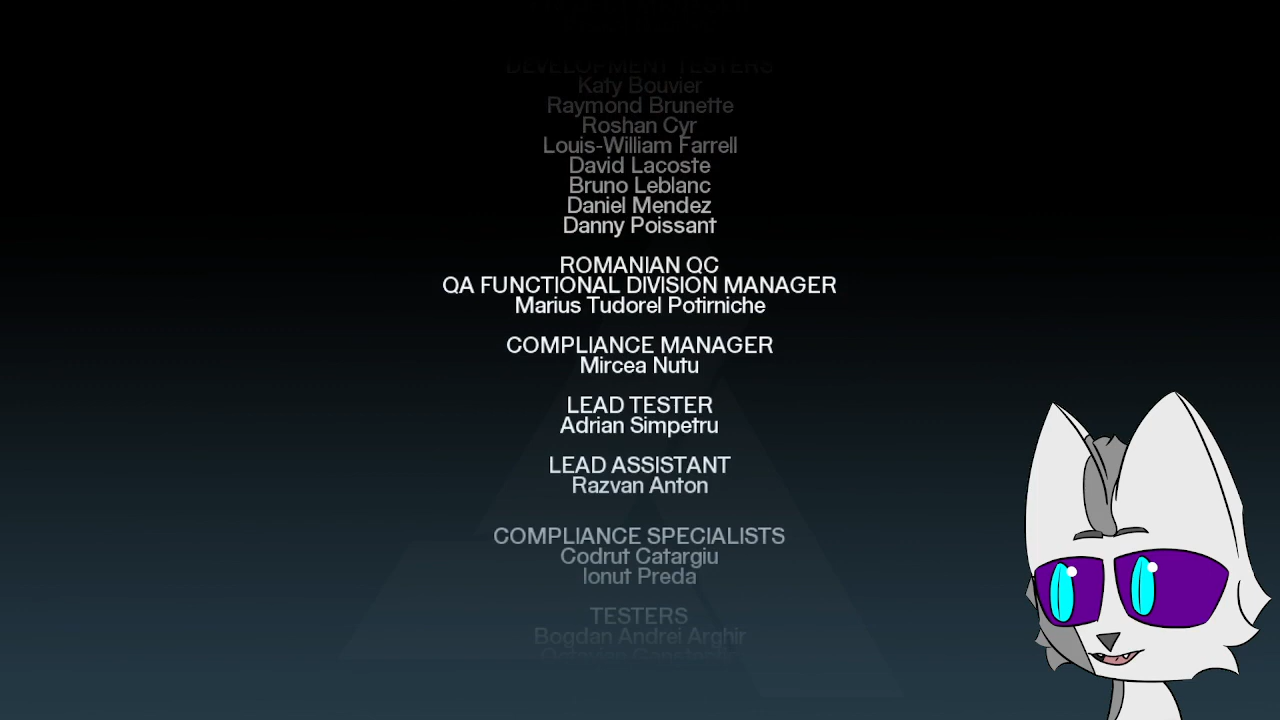 DEVELOPMENT TESTERS
Katy Bouvier
Raymond Brunette
Roshan Cyr
Louis-William Farrell
David Lacoste
Bruno Leblanc
Daniel Mendez
Danny Poissant
ROMANIAN QC
QA FUNCTIONAL DIVISION MANAGER
Marius Tudorel Potirniche
COMPLIANCE MANAGER
Mircea Nutu
LEAD TESTER
Adrian Simpetru
LEAD ASSISTANT
Razvan Anton
COMPLIANCE SPECIALISTS
Codrut Catargiu
Ionut Preda
TESTERS
Bogdan Andrei Arghir